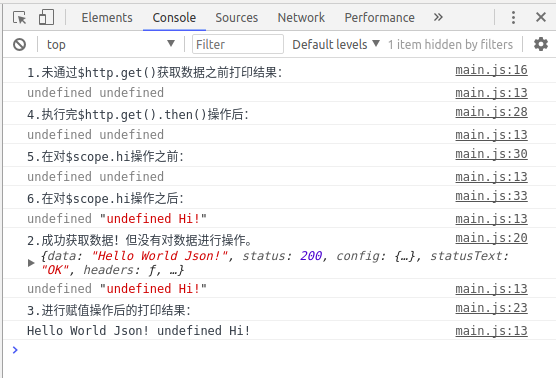 Elements Console Sources Network Performance »
top ▼ Filter Default levels ▼ 1 item hidden by filters
1.未通过$http.get()获取数据之前打印结果: main.js:16
undefined undefined main.js:13
4.执行完$http.get().then()操作后: main.js:28
undefined undefined main.js:13
5.在对$scope.hi操作之前: main.js:30
undefined undefined main.js:13
6.在对$scope.hi操作之后: main.js:33
undefined "undefined Hi!" main.js:13
2.成功获取数据！但没有对数据进行操作。 main.js:20
▶ {data: "Hello World Json!", status: 200, config: {…}, statusText:
"OK", headers: ƒ, …}
undefined "undefined Hi!" main.js:13
3.进行赋值操作后的打印结果: main.js:23
Hello World Json! undefined Hi! main.js:13